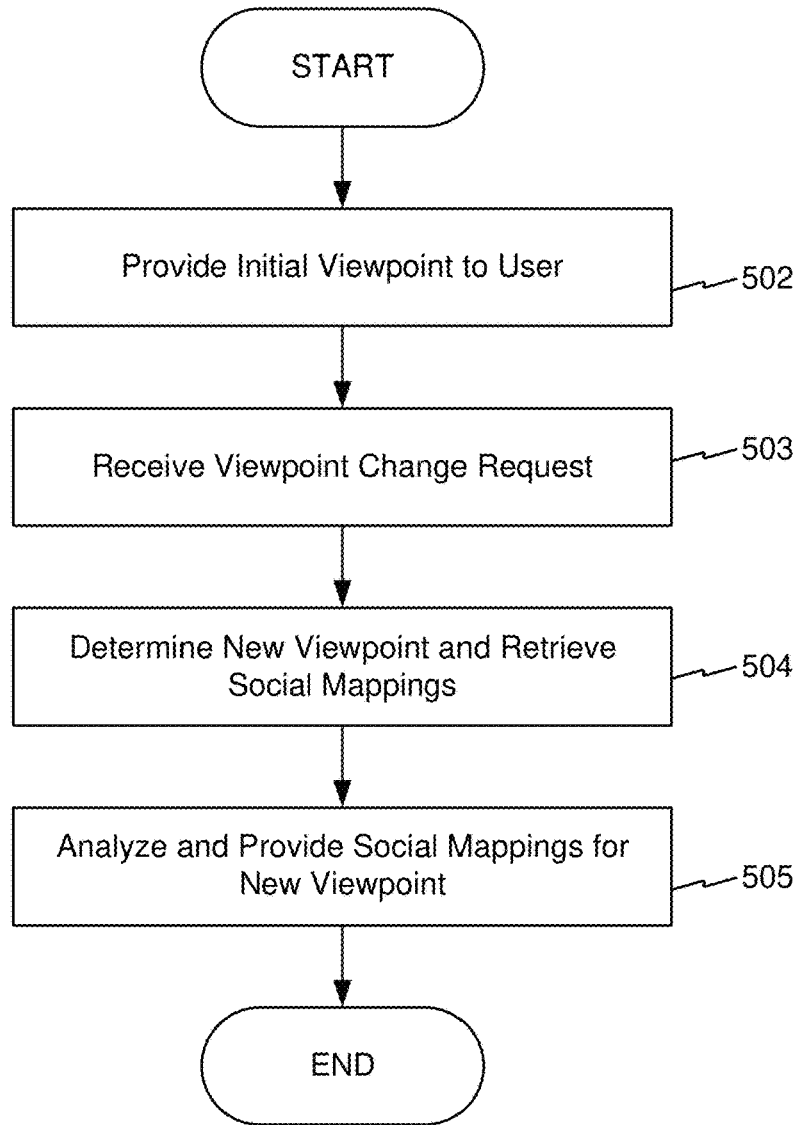 START
Provide Initial Viewpoint to User
502
Receive Viewpoint Change Request
503
Determine New Viewpoint and Retrieve
Social Mappings
504
Analyze and Provide Social Mappings for
New Viewpoint
505
END